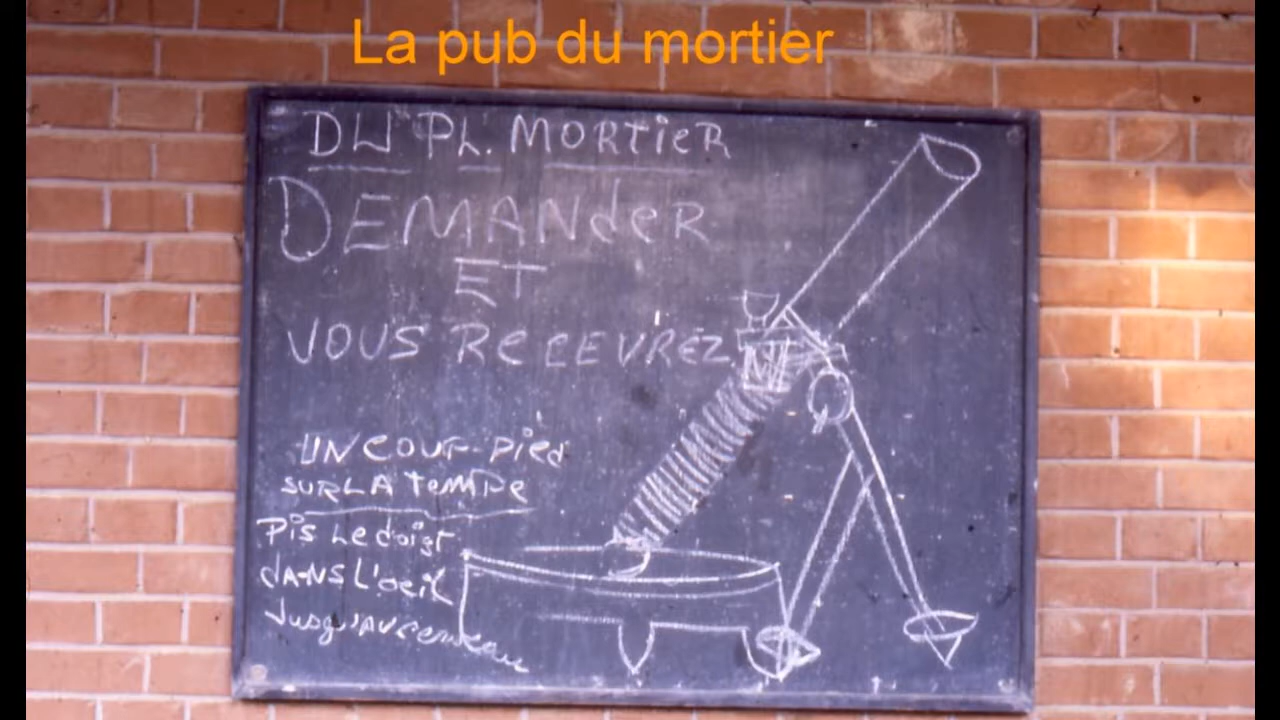 La pub du mortier
DU PL. MORTIER
DEMANdeR
ET
VOUS ReCEVREZ
UN COUP-Pied
SUR LA TemPe
Pis Le doigt
dANS L'oeil
Jusqu'au cerveau